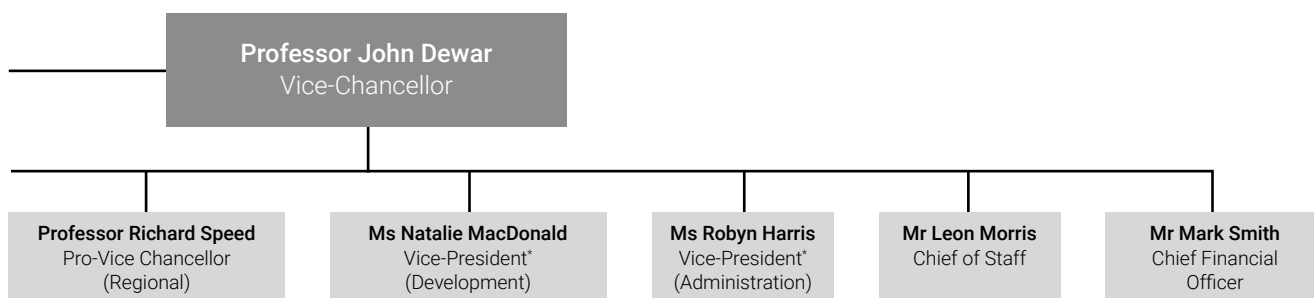 Professor John Dewar
Vice-Chancellor
Professor Richard Speed
Pro-Vice Chancellor
(Regional)
Ms Natalie MacDonald
Vice-President*
(Development)
Ms Robyn Harris
Vice-President*
(Administration)
Mr Leon Morris
Chief of Staff
Mr Mark Smith
Chief Financial
Officer